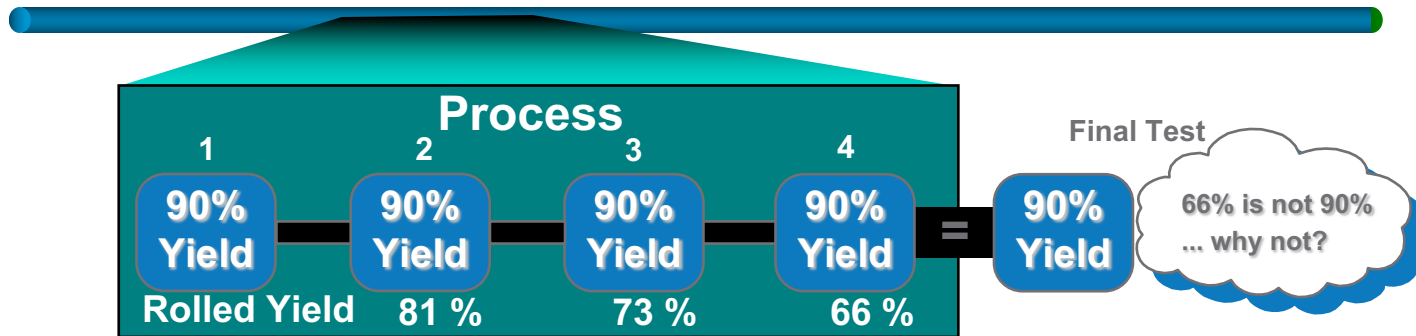 Process
1
2
3
4
Final Test
90%
Yield
90%
Yield
90%
Yield
90%
Yield
=
90%
Yield
66% is not 90%
... why not?
Rolled Yield
81 %
73 %
66 %